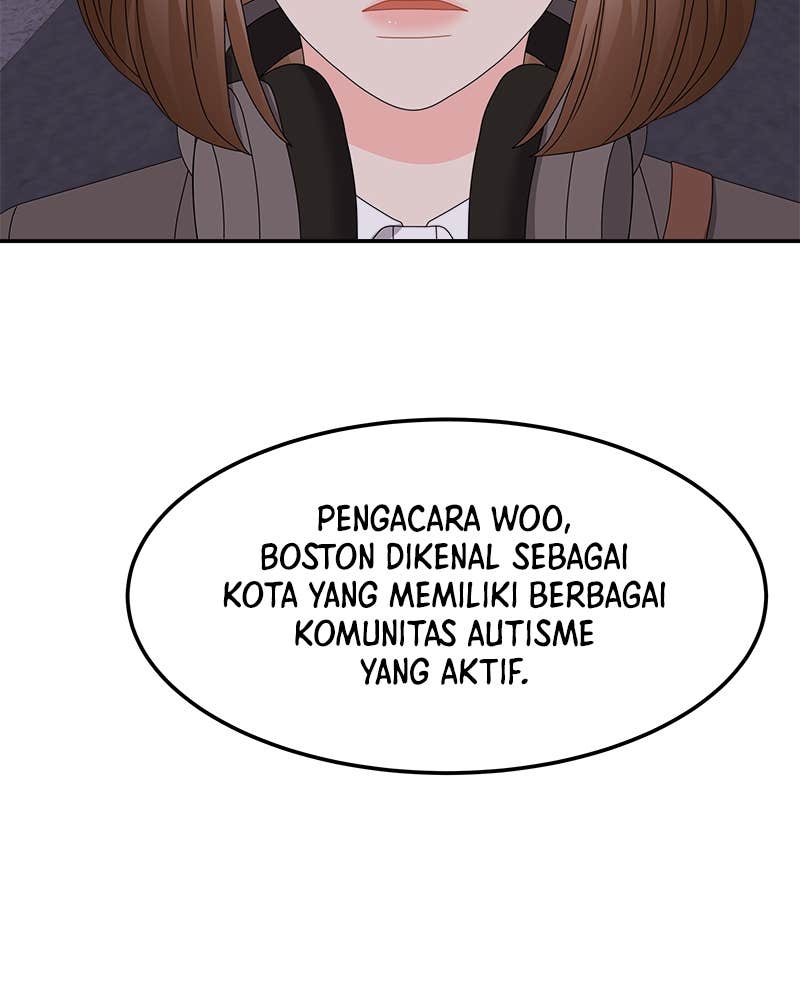 PENGACARA WOO,
BOSTON DIKENAL SEBAGAI
KOTA YANG MEMILIKI BERBAGAI
KOMUNITAS AUTISME
YANG AKTIF.